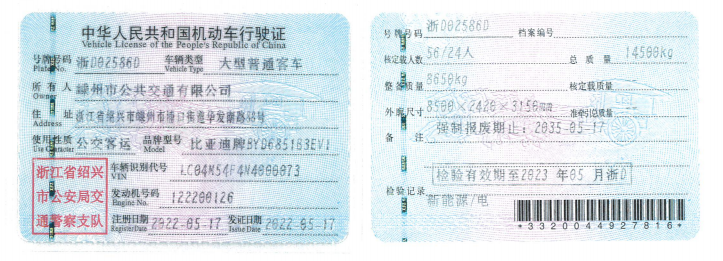 中华人民共和国机动车行驶证
Vehicle License of the People's Republic of China
号牌号码 浙D02586D 车辆类型 大型普通客车
Plate No. Vehicle Type
所有人 嵊州市公共交通有限公司
Owner
住址 浙江省绍兴市嵊州市浦口街道孕发南路68号
Address
使用性质 公交客运 品牌型号 比亚迪牌BYD6851B3EV1
Use Character Model
浙江省绍兴
市公安局交
通警察支队
车辆识别代号 LC04M54F4N4000073
VIN
发动机号码 122200126
Engine No.
注册日期 2022-05-17 发证日期 2022-05-17
Register Date Issue Date
号牌号码 浙D02586D 档案编号
核定载人数 56/24人 总质量 14500kg
整备质量 8650kg 核定载质量
外廓尺寸 8500×2420×3150mm 准牵引总质量
备注 强制报废期止：2035-05-17
检验有效期至2023年05月浙D
检验记录
新能源/电
*3320044927816*